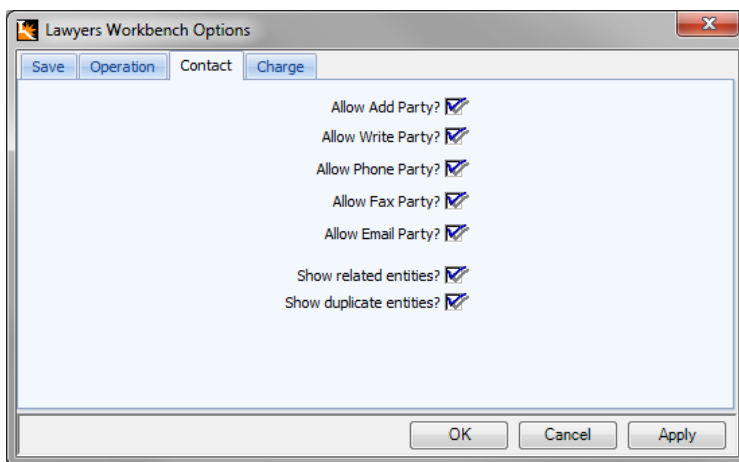 Lawyers Workbench Options
Save Operation Contact Charge
Allow Add Party?
Allow Write Party?
Allow Phone Party?
Allow Fax Party?
Allow Email Party?
Show related entities?
Show duplicate entities?
OK Cancel Apply